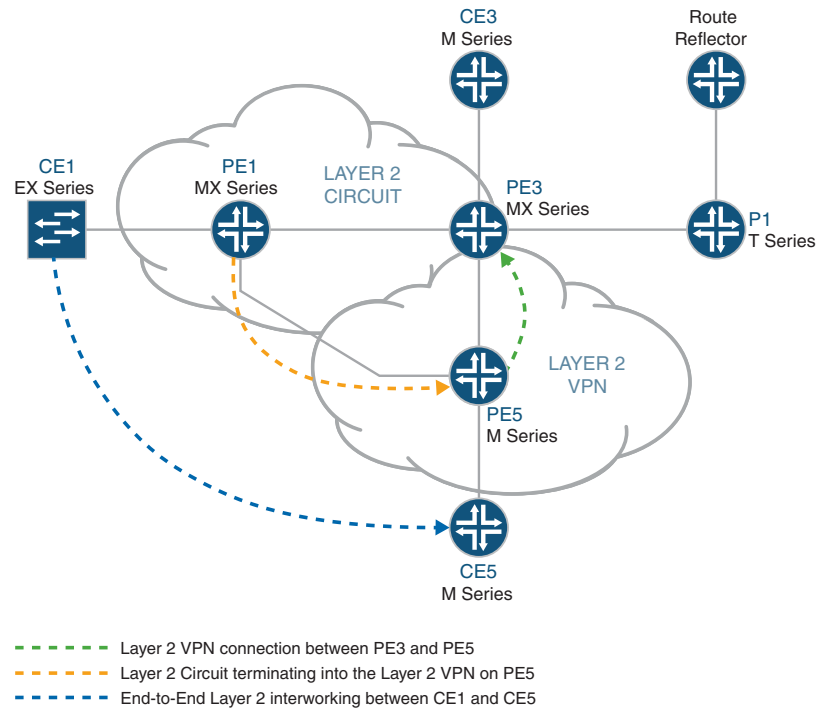 CE3
M Series
Route
Reflector
CE1
EX Series
PE1
MX Series
LAYER 2
CIRCUIT
PE3
MX Series
P1
T Series
LAYER 2
VPN
PE5
M Series
CE5
M Series
Layer 2 VPN connection between PE3 and PE5
Layer 2 Circuit terminating into the Layer 2 VPN on PE5
End-to-End Layer 2 interworking between CE1 and CE5